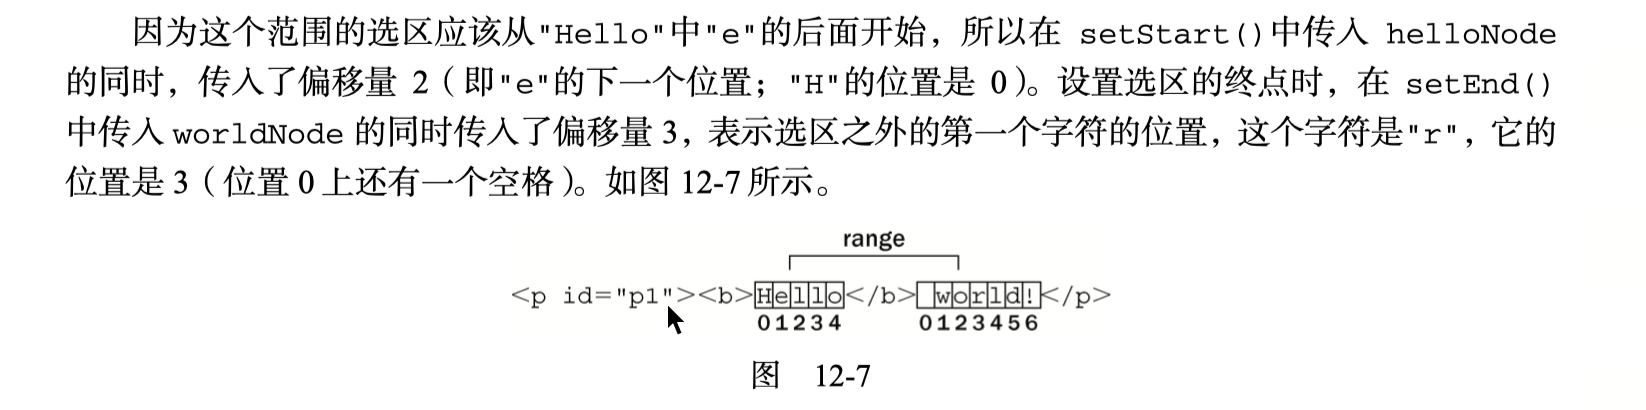 因为这个范围的选区应该从"Hello"中"e"的后面开始，所以在 setStart()中传入 helloNode
的同时，传入了偏移量 2（即"e"的下一个位置；"H"的位置是 0）。设置选区的终点时，在 setEnd()
中传入 worldNode 的同时传入了偏移量 3，表示选区之外的第一个字符的位置，这个字符是"r"，它的
位置是 3（位置 0 上还有一个空格）。如图 12-7 所示。
range
<p id="p1"><b>Hello</b> world!</p>
01234 0123456
图 12-7